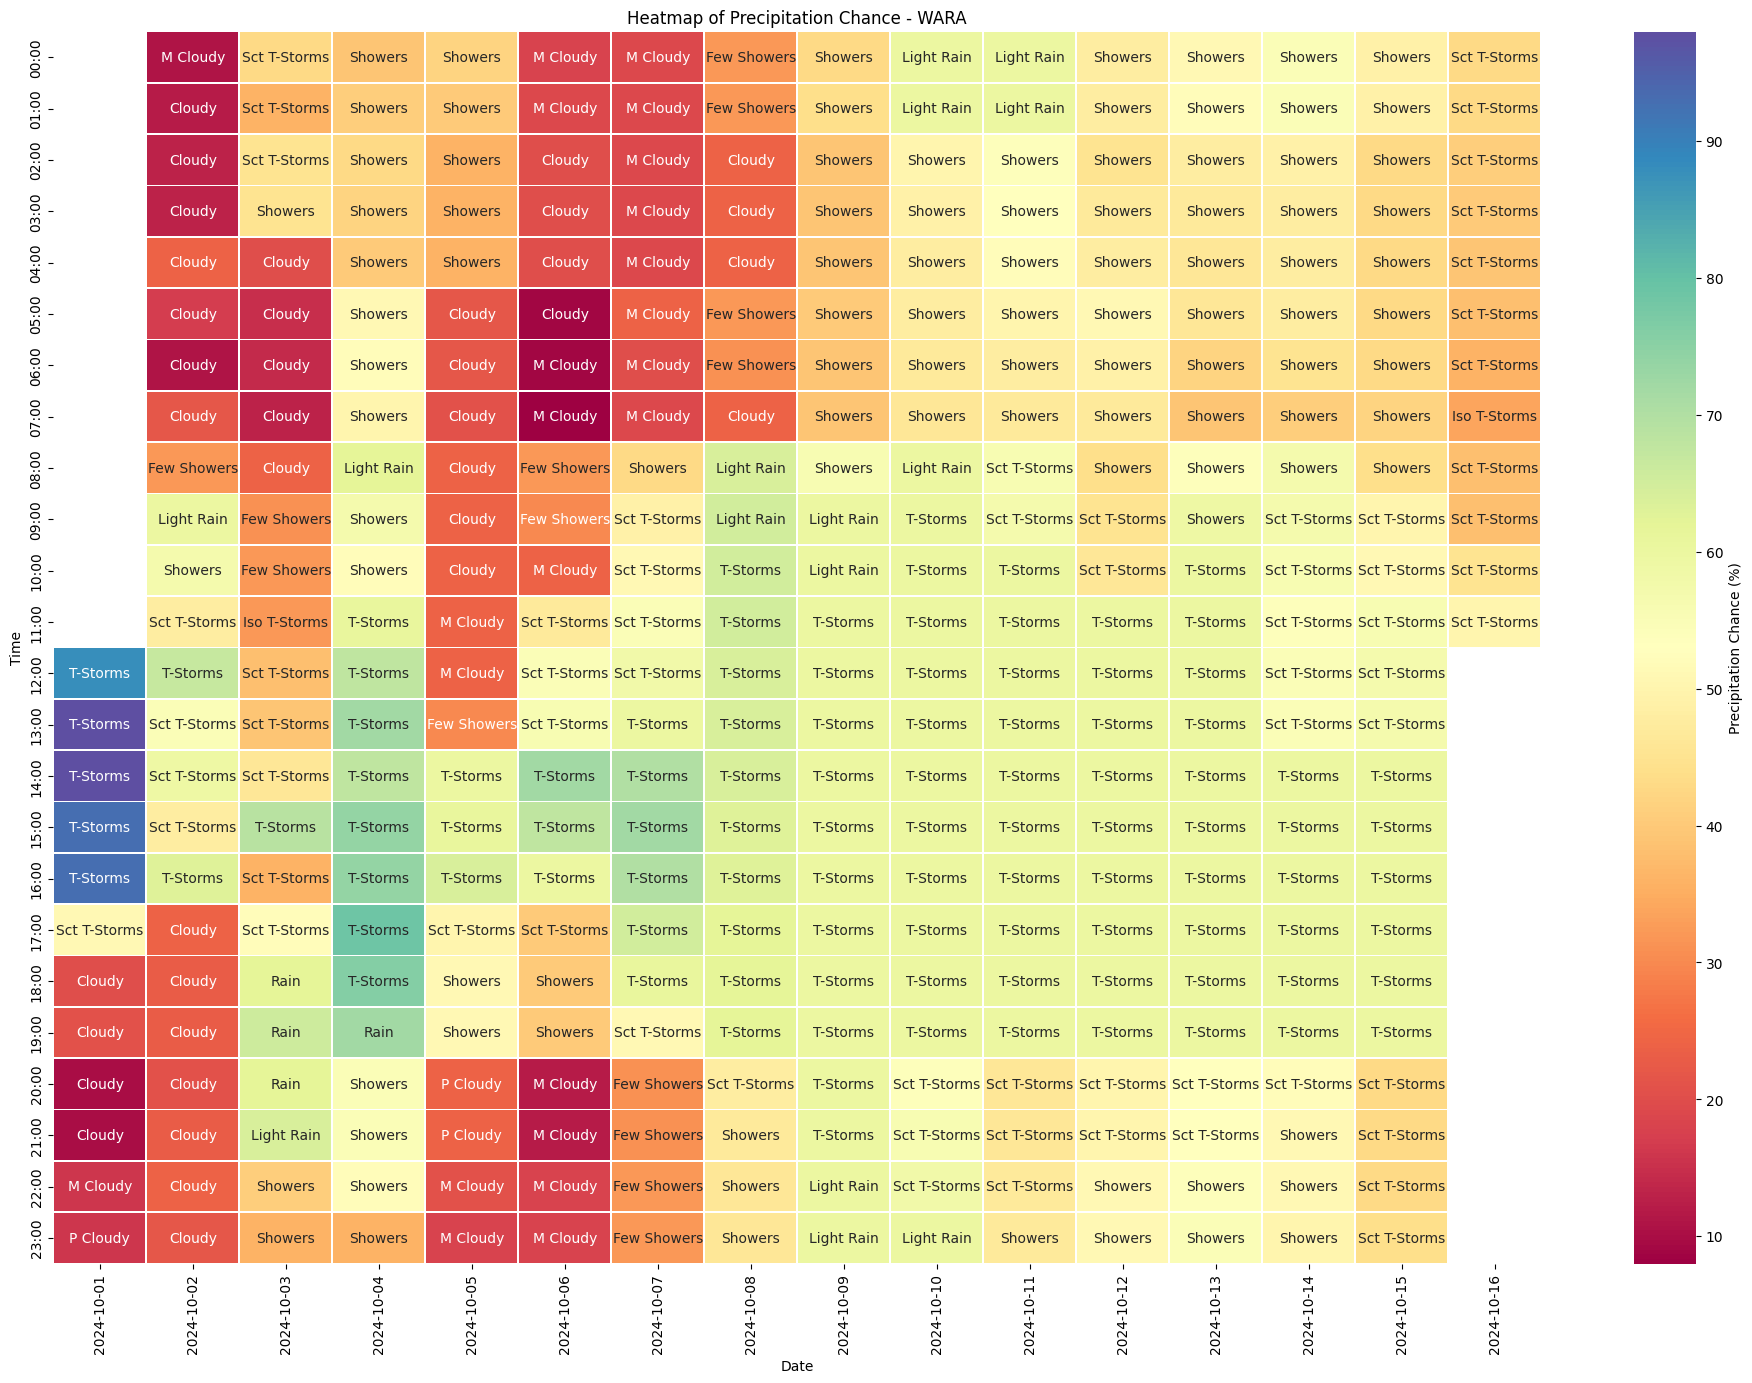 Heatmap of Precipitation Chance - WARA
00:00 M Cloudy Sct T-Storms Showers Showers M Cloudy M Cloudy Few Showers Showers Light Rain Light Rain Showers Showers Showers Showers Sct T-Storms
01:00 Cloudy Sct T-Storms Showers Showers M Cloudy M Cloudy Few Showers Showers Light Rain Light Rain Showers Showers Showers Showers Sct T-Storms
02:00 Cloudy Sct T-Storms Showers Showers Cloudy M Cloudy Cloudy Showers Showers Showers Showers Showers Showers Showers Sct T-Storms
03:00 Cloudy Showers Showers Showers Cloudy M Cloudy Cloudy Showers Showers Showers Showers Showers Showers Showers Sct T-Storms
04:00 Cloudy Cloudy Showers Showers Cloudy M Cloudy Cloudy Showers Showers Showers Showers Showers Showers Showers Sct T-Storms
05:00 Cloudy Cloudy Showers Cloudy Cloudy M Cloudy Few Showers Showers Showers Showers Showers Showers Showers Showers Sct T-Storms
06:00 Cloudy Cloudy Showers Cloudy M Cloudy M Cloudy Few Showers Showers Showers Showers Showers Showers Showers Showers Sct T-Storms
07:00 Cloudy Cloudy Showers Cloudy M Cloudy M Cloudy Cloudy Showers Showers Showers Showers Showers Showers Showers Iso T-Storms
08:00 Few Showers Cloudy Light Rain Cloudy Few Showers Showers Light Rain Showers Light Rain Sct T-Storms Showers Showers Showers Showers Sct T-Storms
09:00 Light Rain Few Showers Showers Cloudy Few Showers Sct T-Storms Light Rain Light Rain T-Storms Sct T-Storms Sct T-Storms Showers Sct T-Storms Sct T-Storms Sct T-Storms
10:00 Showers Few Showers Showers Cloudy M Cloudy Sct T-Storms T-Storms Light Rain T-Storms T-Storms Sct T-Storms T-Storms Sct T-Storms Sct T-Storms Sct T-Storms
11:00 Sct T-Storms Iso T-Storms T-Storms M Cloudy Sct T-Storms Sct T-Storms T-Storms T-Storms T-Storms T-Storms T-Storms T-Storms Sct T-Storms Sct T-Storms Sct T-Storms
12:00 T-Storms T-Storms Sct T-Storms T-Storms M Cloudy Sct T-Storms Sct T-Storms T-Storms T-Storms T-Storms T-Storms T-Storms T-Storms Sct T-Storms Sct T-Storms
13:00 T-Storms Sct T-Storms Sct T-Storms T-Storms Few Showers Sct T-Storms T-Storms T-Storms T-Storms T-Storms T-Storms T-Storms T-Storms Sct T-Storms Sct T-Storms
14:00 T-Storms Sct T-Storms Sct T-Storms T-Storms T-Storms T-Storms T-Storms T-Storms T-Storms T-Storms T-Storms T-Storms T-Storms T-Storms T-Storms
15:00 T-Storms Sct T-Storms T-Storms T-Storms T-Storms T-Storms T-Storms T-Storms T-Storms T-Storms T-Storms T-Storms T-Storms T-Storms T-Storms
16:00 T-Storms T-Storms Sct T-Storms T-Storms T-Storms T-Storms T-Storms T-Storms T-Storms T-Storms T-Storms T-Storms T-Storms T-Storms T-Storms
17:00 Sct T-Storms Cloudy Sct T-Storms T-Storms Sct T-Storms Sct T-Storms T-Storms T-Storms T-Storms T-Storms T-Storms T-Storms T-Storms T-Storms T-Storms
18:00 Cloudy Cloudy Rain T-Storms Showers Showers T-Storms T-Storms T-Storms T-Storms T-Storms T-Storms T-Storms T-Storms T-Storms
19:00 Cloudy Cloudy Rain Rain Showers Showers Sct T-Storms T-Storms T-Storms T-Storms T-Storms T-Storms T-Storms T-Storms T-Storms
20:00 Cloudy Cloudy Rain Showers P Cloudy M Cloudy Few Showers Sct T-Storms T-Storms Sct T-Storms Sct T-Storms Sct T-Storms Sct T-Storms Sct T-Storms Sct T-Storms
21:00 Cloudy Cloudy Light Rain Showers P Cloudy M Cloudy Few Showers Showers T-Storms Sct T-Storms Sct T-Storms Sct T-Storms Sct T-Storms Showers Sct T-Storms
22:00 M Cloudy Cloudy Showers Showers M Cloudy M Cloudy Few Showers Showers Light Rain Sct T-Storms Sct T-Storms Showers Showers Showers Sct T-Storms
23:00 P Cloudy Cloudy Showers Showers M Cloudy M Cloudy Few Showers Showers Light Rain Light Rain Showers Showers Showers Showers Sct T-Storms
2024-10-01 2024-10-02 2024-10-03 2024-10-04 2024-10-05 2024-10-06 2024-10-07 2024-10-08 2024-10-09 2024-10-10 2024-10-11 2024-10-12 2024-10-13 2024-10-14 2024-10-15 2024-10-16
Date
Time
90
80
70
60
50
40
30
20
10
Precipitation Chance (%)